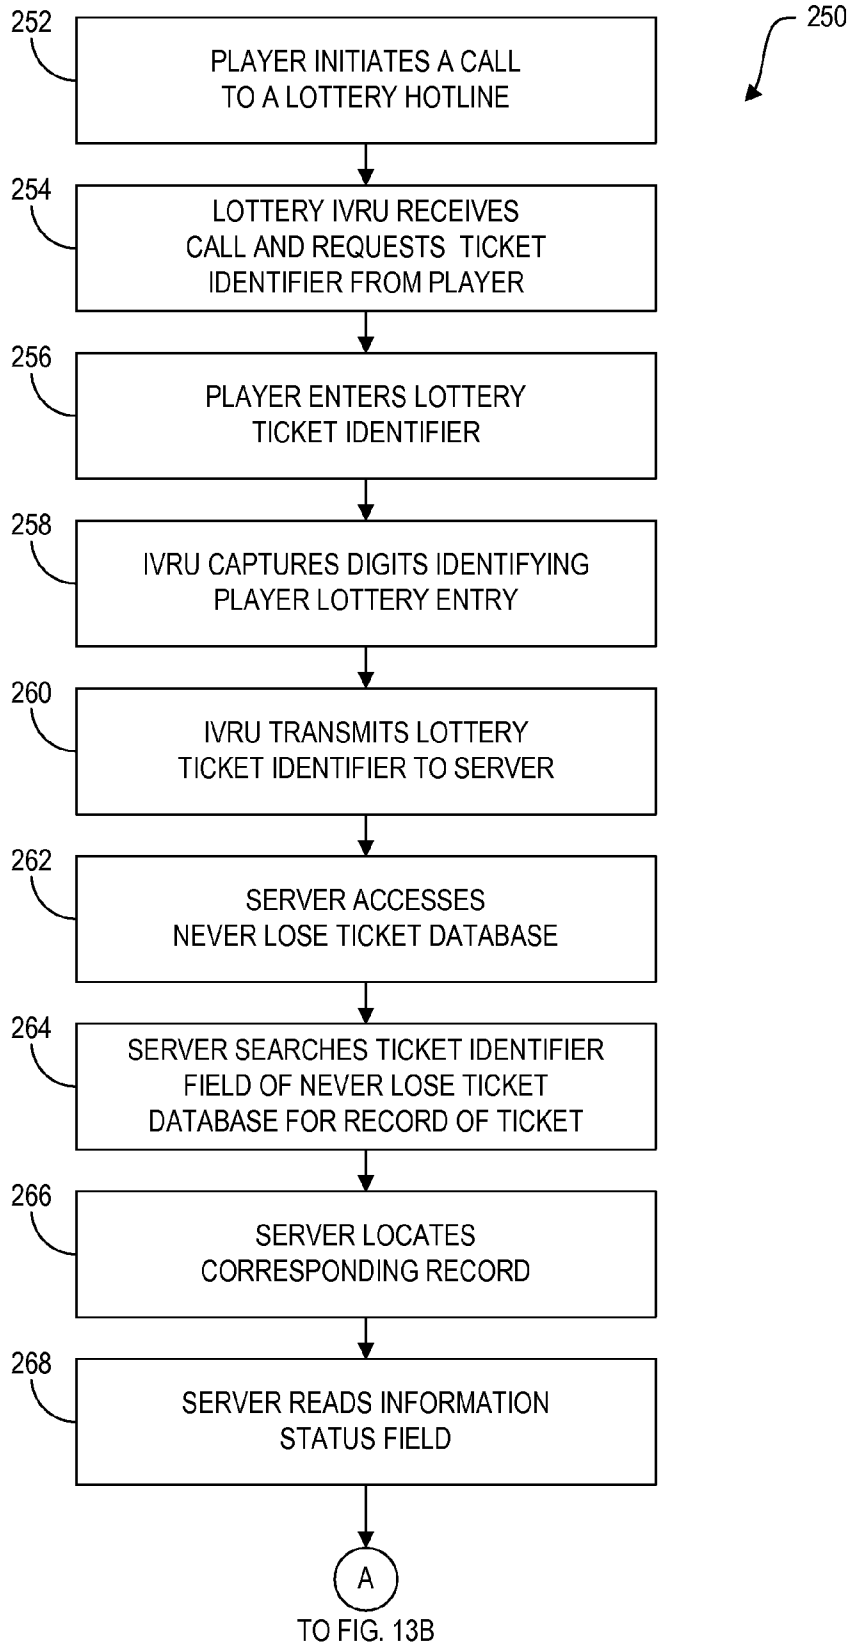 252
250
PLAYER INITIATES A CALL
TO A LOTTERY HOTLINE
254
LOTTERY IVRU RECEIVES
CALL AND REQUESTS TICKET
IDENTIFIER FROM PLAYER
256
PLAYER ENTERS LOTTERY
TICKET IDENTIFIER
258
IVRU CAPTURES DIGITS IDENTIFYING
PLAYER LOTTERY ENTRY
260
IVRU TRANSMITS LOTTERY
TICKET IDENTIFIER TO SERVER
262
SERVER ACCESSES
NEVER LOSE TICKET DATABASE
264
SERVER SEARCHES TICKET IDENTIFIER
FIELD OF NEVER LOSE TICKET
DATABASE FOR RECORD OF TICKET
266
SERVER LOCATES
CORRESPONDING RECORD
268
SERVER READS INFORMATION
STATUS FIELD
A
TO FIG. 13B